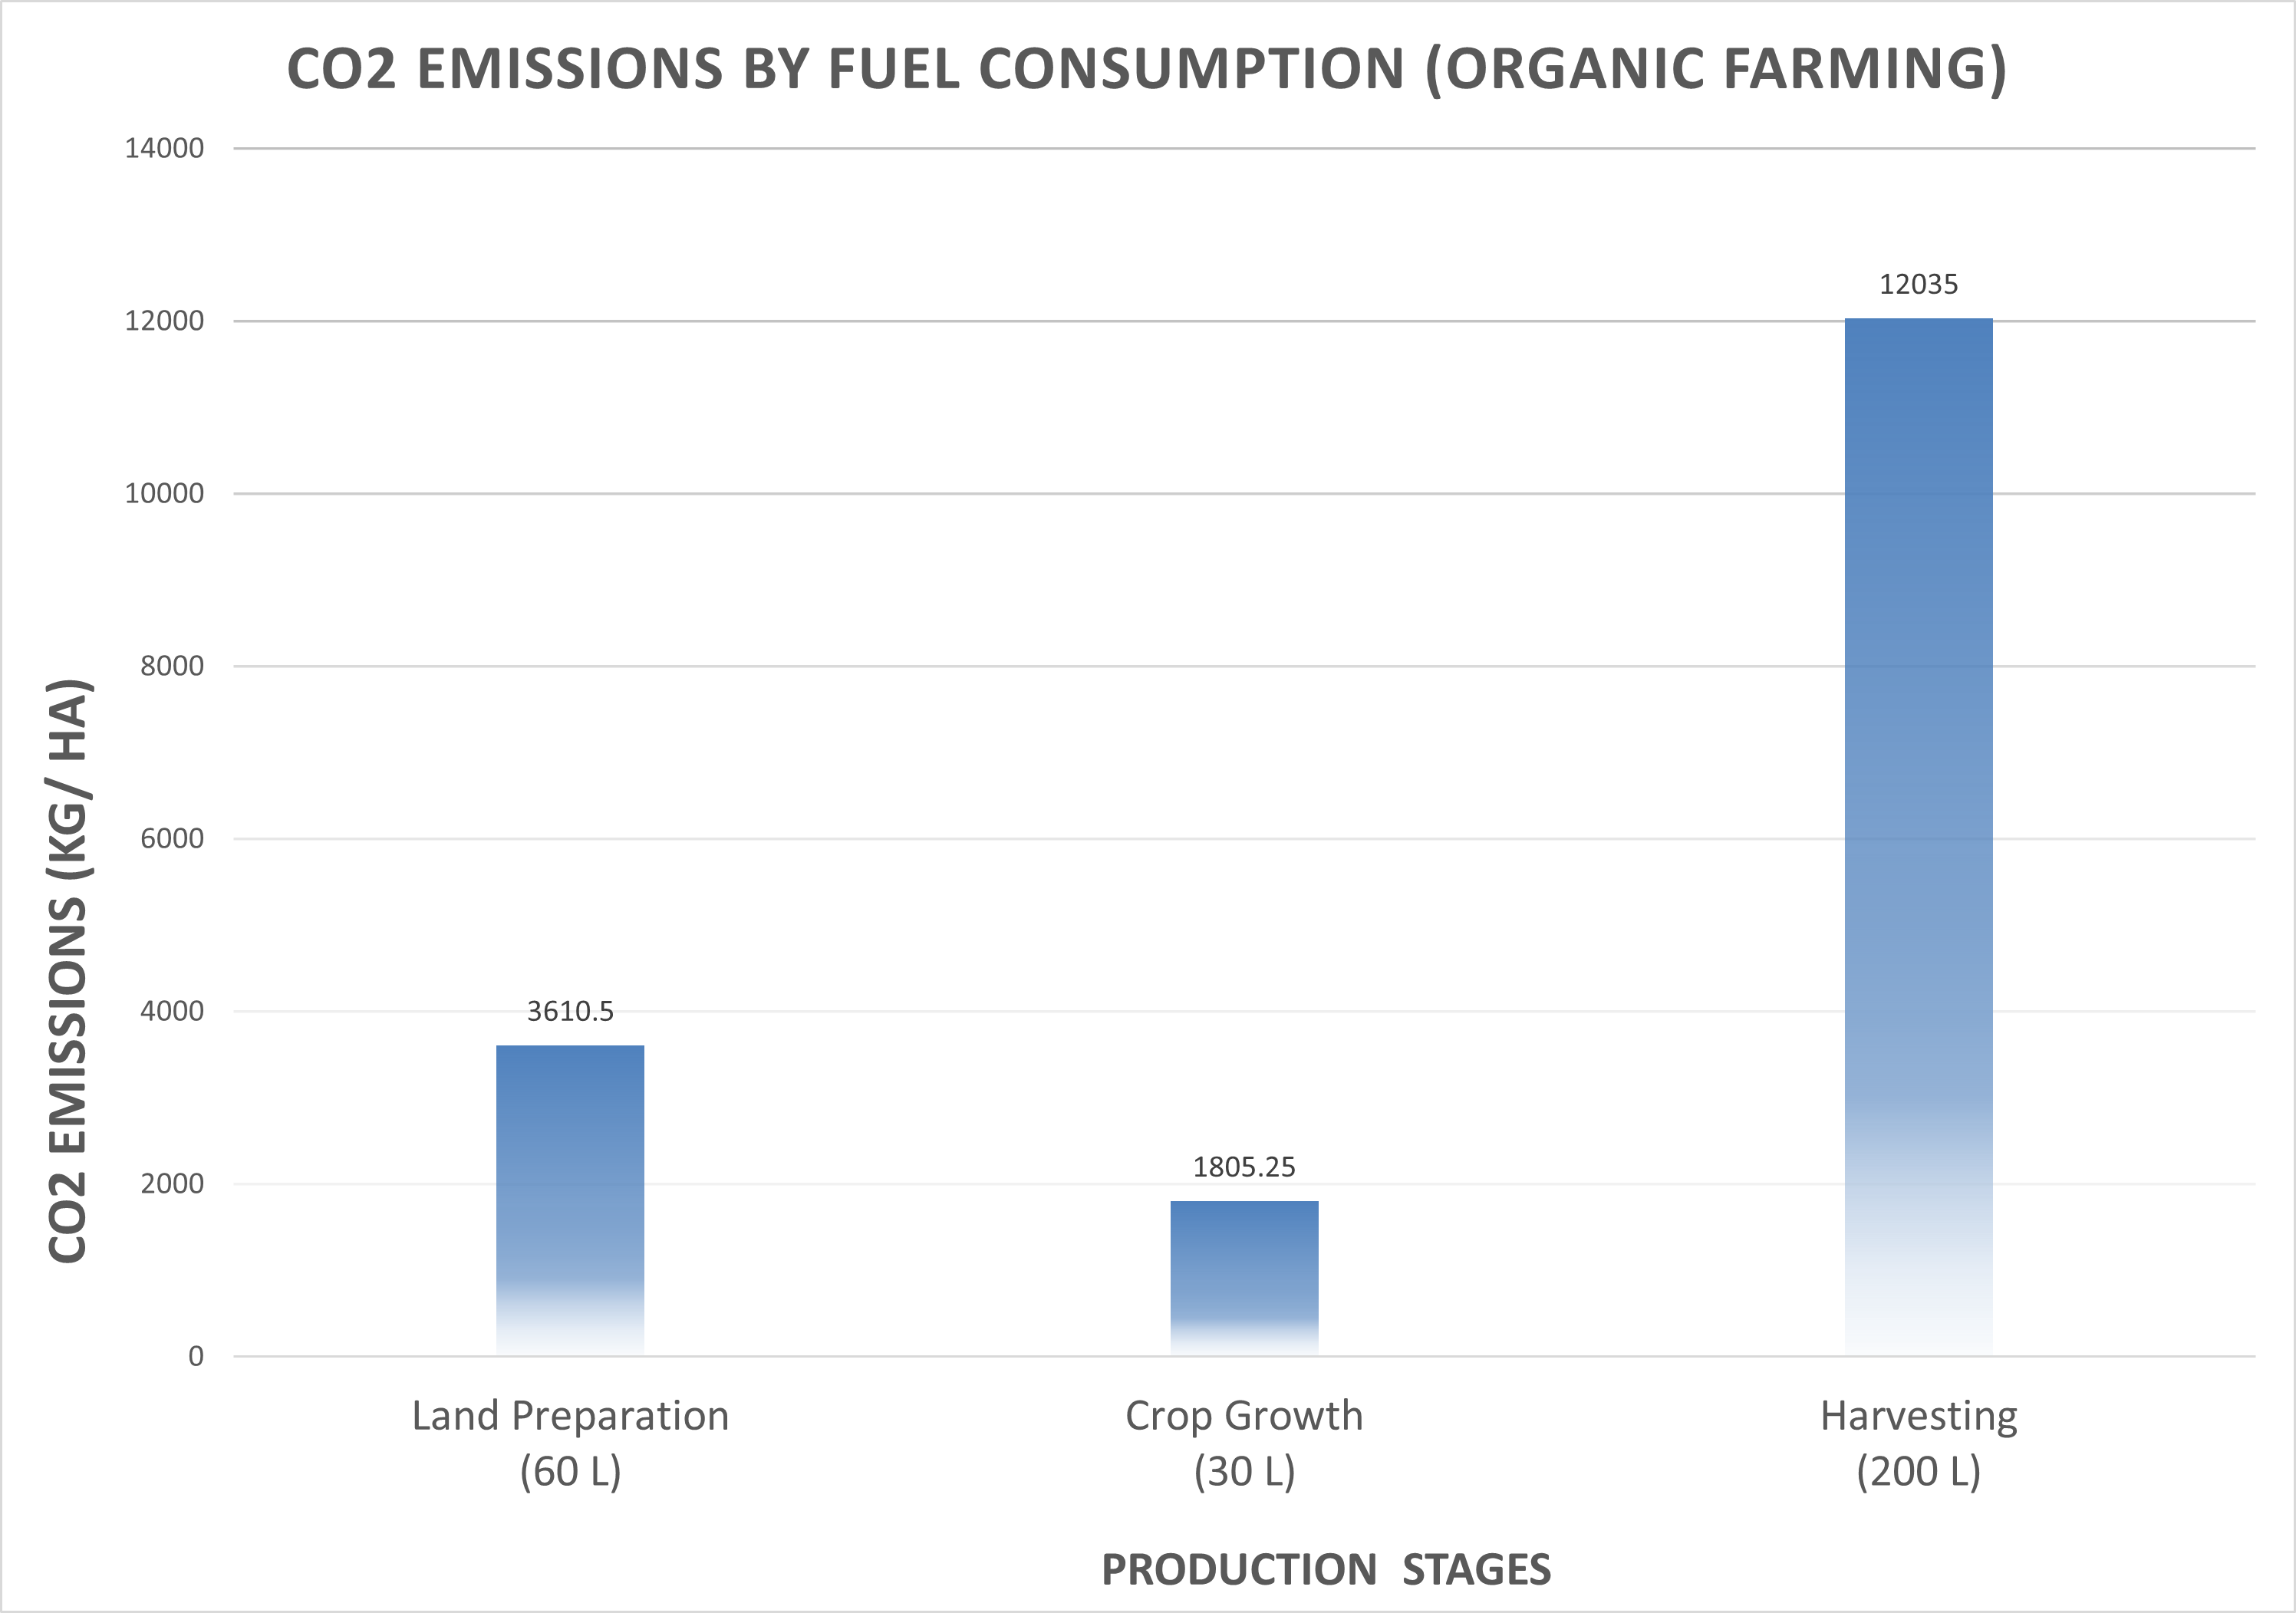 CO2 EMISSIONS BY FUEL CONSUMPTION (ORGANIC FARMING)
14000
12000
10000
8000
6000
4000
2000
0
CO2 EMISSIONS (KG/ HA)
3610.5
1805.25
12035
Land Preparation
(60 L)
Crop Growth
(30 L)
Harvesting
(200 L)
PRODUCTION STAGES